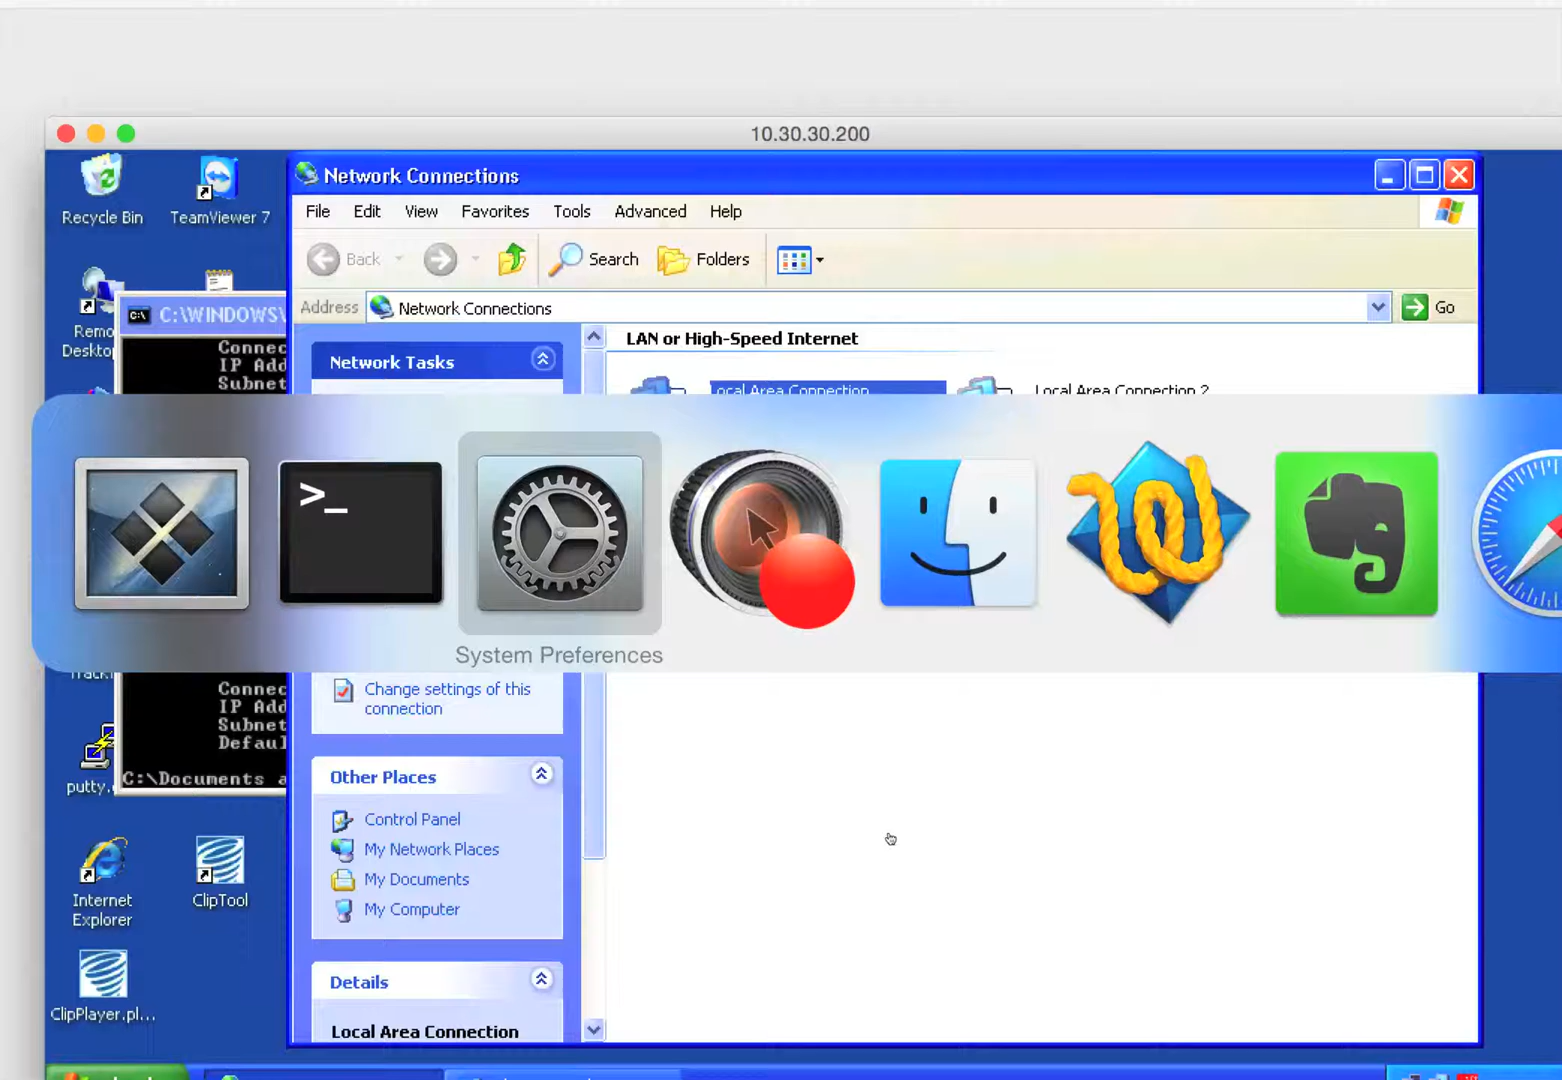 10.30.30.200
Recycle Bin
TeamViewer 7
Network Connections
File Edit View Favorites Tools Advanced Help
Back Search Folders
Address Network Connections Go
C:\WINDOWS\
Connec
IP Add
Subnet
Network Tasks
LAN or High-Speed Internet
Local Area Connection
Local Area Connection 2
>_
System Preferences
Connec
IP Add
Subnet
Defau
C:\Documents a
putty.
Change settings of this
connection
Other Places
Control Panel
My Network Places
My Documents
My Computer
Internet
Explorer
ClipTool
ClipPlayer.pl...
Details
Local Area Connection